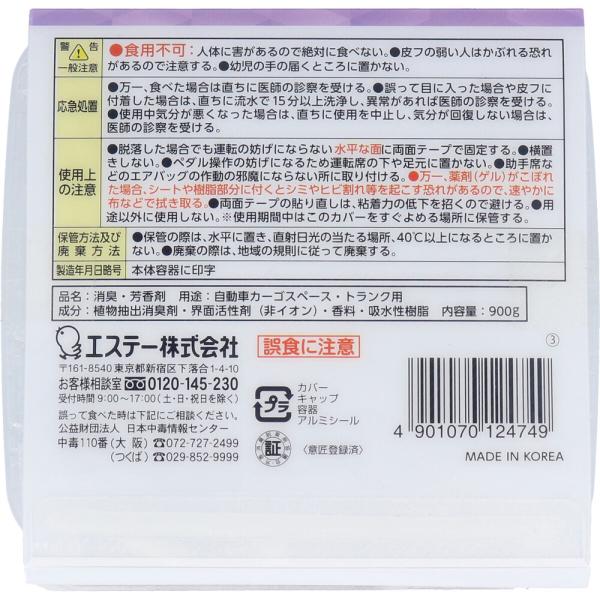 警 告
一般注意
●食用不可：人体に害があるので絶対に食べない。●皮フの弱い人はかぶれる恐れ
があるので注意する。●幼児の手の届くところに置かない。
応急処置
●万一、食べた場合は直ちに医師の診察を受ける。●誤って目に入った場合や皮フに
付着した場合は、直ちに流水で15分以上洗浄し、異常があれば医師の診察を受ける。
●使用中気分が悪くなった場合は、直ちに使用を中止し、気分が回復しない場合は、
医師の診察を受ける。
使用上
の注意
●脱落した場合でも運転の妨げにならない水平な面に両面テープで固定する。●横置
きしない。●ペダル操作の妨げになるため運転席の下や足元に置かない。●助手席な
どのエアバッグの作動の邪魔にならない所に取り付ける。●万一、薬剤（ゲル）がこぼれ
た場合、シートや樹脂部分に付くとシミやヒビ割れ等を起こす恐れがあるので、速やかに
布などで拭き取る。●両面テープの貼り直しは、粘着力の低下を招くので避ける。●用
途以外に使用しない。※使用期間中はこのカバーをすぐよめる場所に保管する。
保管方法及び
廃棄方法
●保管の際は、水平に置き、直射日光の当たる場所、40℃以上になるところに置か
ない。●廃棄の際は、地域の規則に従って廃棄する。
製造年月日略号
本体容器に印字
品名：消臭・芳香剤 用途：自動車カーゴスペース・トランク用
成分：植物抽出消臭剤・界面活性剤（非イオン）・香料・吸水性樹脂 内容量：900g
エステー株式会社
〒161-8540 東京都新宿区下落合1-4-10
お客様相談室 0120-145-230
受付時間 9：00～17：00（土・日・祝日を除く）
誤って食べた時は下記にご相談ください。
公益財団法人 日本中毒情報センター
中毒110番（大 阪）☎072-727-2499
（つくば）☎029-852-9999
誤食に注意
プラ
カバー
キャップ
容器
アルミシール
証
〈意匠登録済〉
③
4 901070 124749
MADE IN KOREA